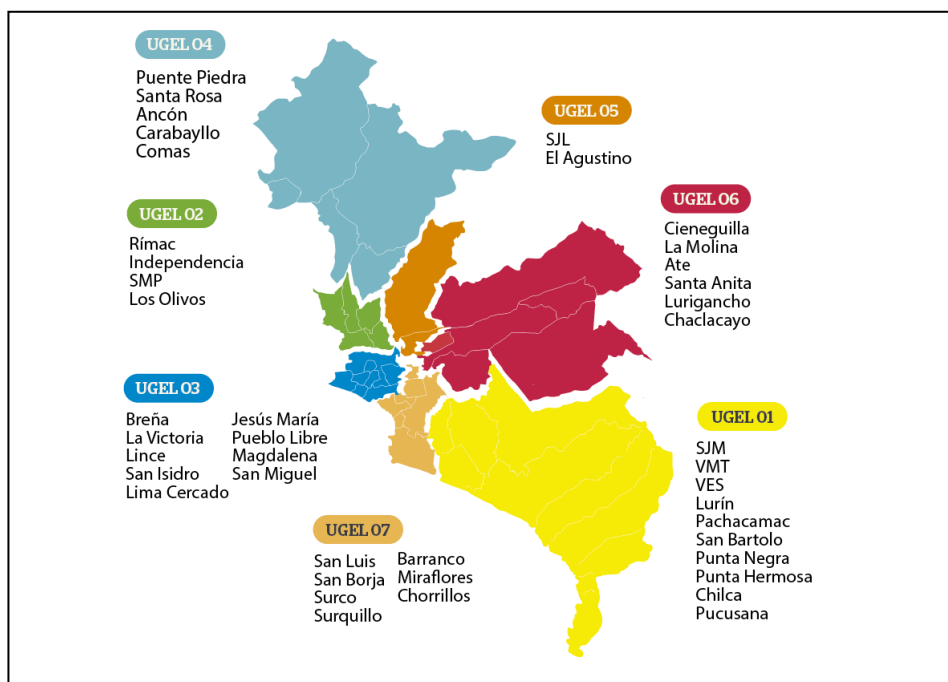 UGEL 04
Puente Piedra
Santa Rosa
Ancón
Carabayllo
Comas
UGEL 05
SJL
El Agustino
UGEL 02
Rímac
Independencia
SMP
Los Olivos
UGEL 06
Cieneguilla
La Molina
Ate
Santa Anita
Lurigancho
Chaclacayo
UGEL 03
Breña
La Victoria
Lince
San Isidro
Lima Cercado
Jesús María
Pueblo Libre
Magdalena
San Miguel
UGEL 01
SJM
VMT
VES
Lurín
Pachacamac
San Bartolo
Punta Negra
Punta Hermosa
Chilca
Pucusana
UGEL 07
San Luis
San Borja
Surco
Surquillo
Barranco
Miraflores
Chorrillos